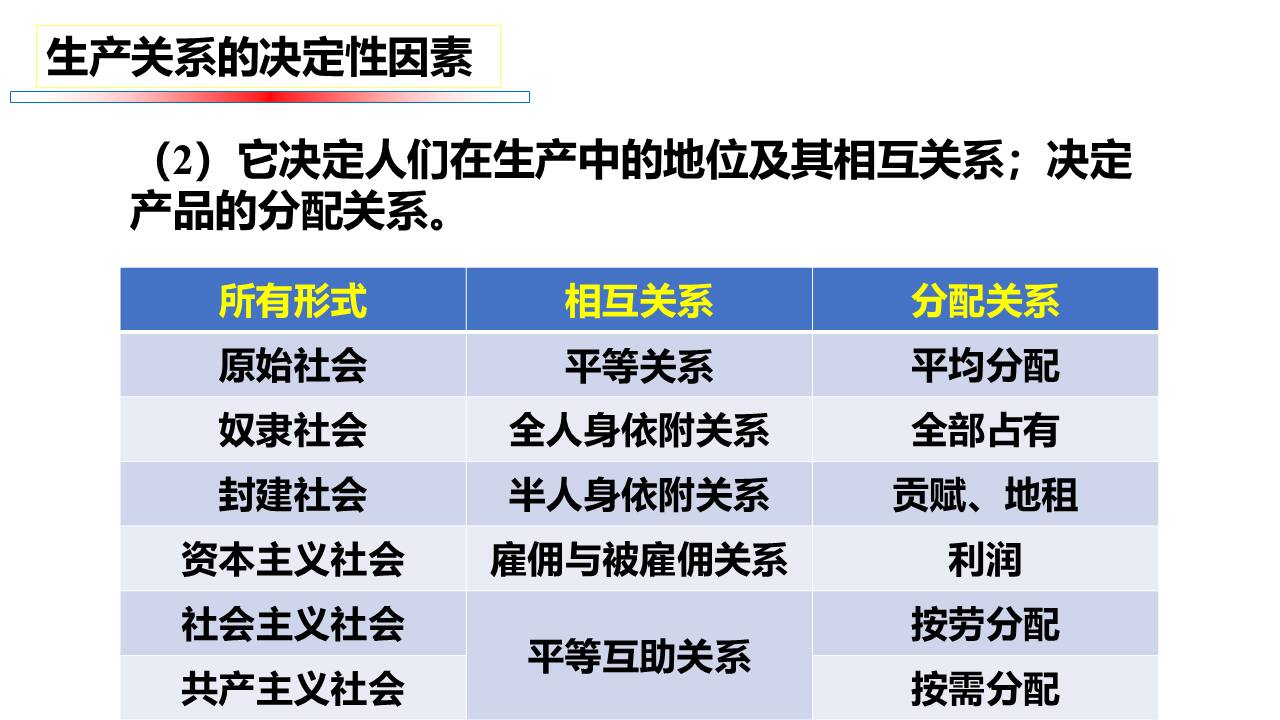 生产关系的决定性因素
（2）它决定人们在生产中的地位及其相互关系；决定
产品的分配关系。
所有形式 相互关系 分配关系
原始社会 平等关系 平均分配
奴隶社会 全人身依附关系 全部占有
封建社会 半人身依附关系 贡赋、地租
资本主义社会 雇佣与被雇佣关系 利润
社会主义社会 平等互助关系 按劳分配
共产主义社会 按需分配